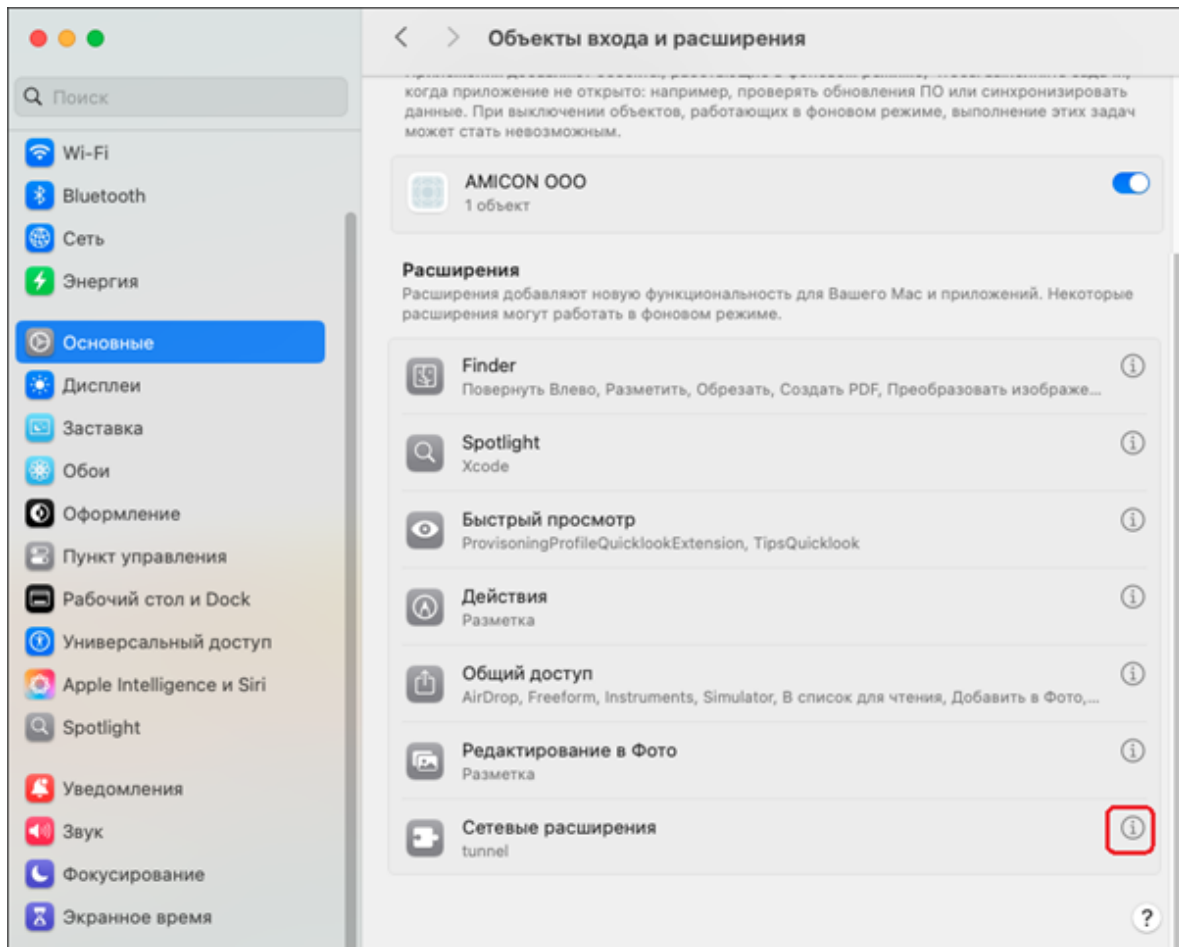 Объекты входа и расширения
Поиск
Wi-Fi
Bluetooth
Сеть
Энергия
Основные
Дисплеи
Заставка
Обои
Оформление
Пункт управления
Рабочий стол и Dock
Универсальный доступ
Apple Intelligence и Siri
Spotlight
Уведомления
Звук
Фокусирование
Экранное время
когда приложение не открыто: например, проверять обновления ПО или синхронизировать
данные. При выключении объектов, работающих в фоновом режиме, выполнение этих задач
может стать невозможным.
AMICON OOO
1 объект
Расширения
Расширения добавляют новую функциональность для Вашего Mac и приложений. Некоторые
расширения могут работать в фоновом режиме.
Finder
Повернуть Влево, Разметить, Обрезать, Создать PDF, Преобразовать изображе...
Spotlight
Xcode
Быстрый просмотр
ProvisoningProfileQuicklookExtension, TipsQuicklook
Действия
Разметка
Общий доступ
AirDrop, Freeform, Instruments, Simulator, В список для чтения, Добавить в Фото,...
Редактирование в Фото
Разметка
Сетевые расширения
tunnel
?